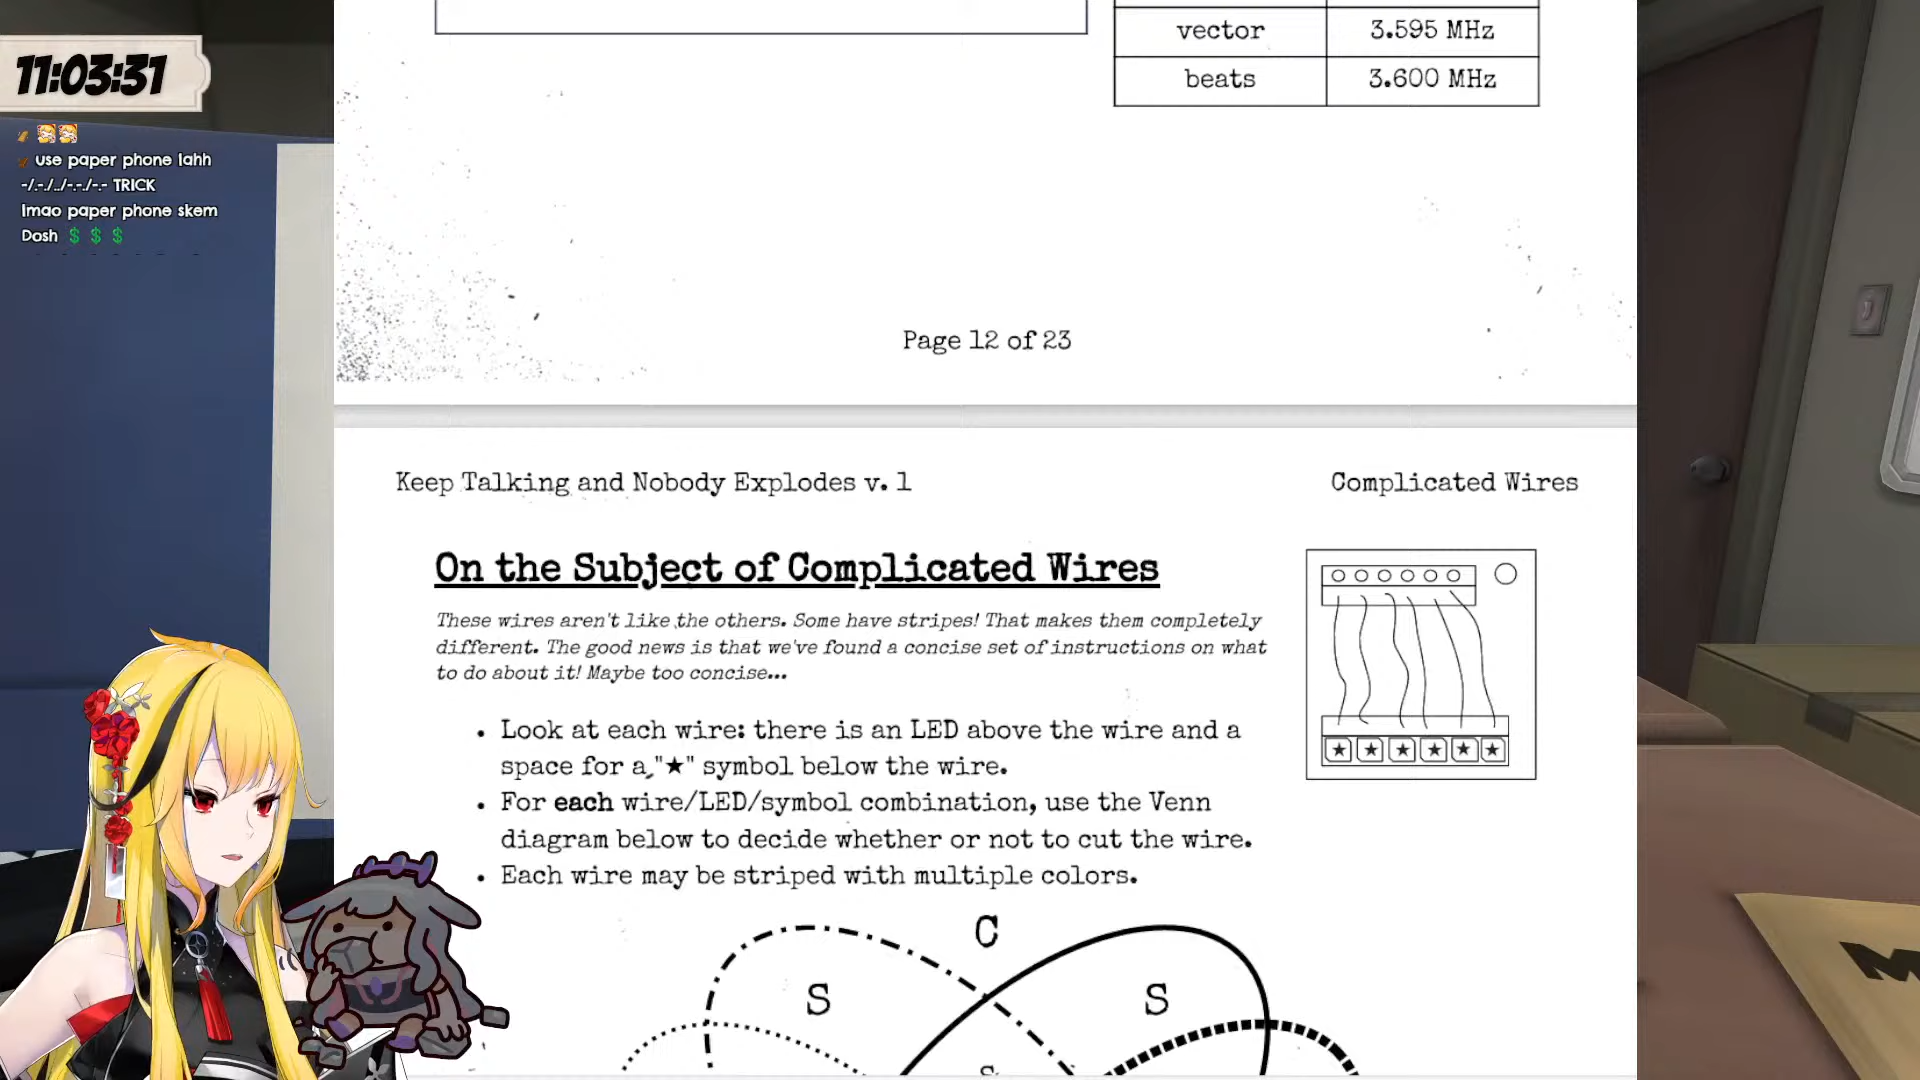 11:03:31
use paper phone lahh
-/.-./../-.-./-.- TRICK
lmao paper phone skem
Dosh $ $ $
vector 3.595 MHz
beats 3.600 MHz
Page 12 of 23
Keep Talking and Nobody Explodes v. 1 Complicated Wires
On the Subject of Complicated Wires
These wires aren't like the others. Some have stripes! That makes them completely
different. The good news is that we've found a concise set of instructions on what
to do about it! Maybe too concise...
• Look at each wire: there is an LED above the wire and a
space for a "★" symbol below the wire.
• For each wire/LED/symbol combination, use the Venn
diagram below to decide whether or not to cut the wire.
• Each wire may be striped with multiple colors.
C
S S